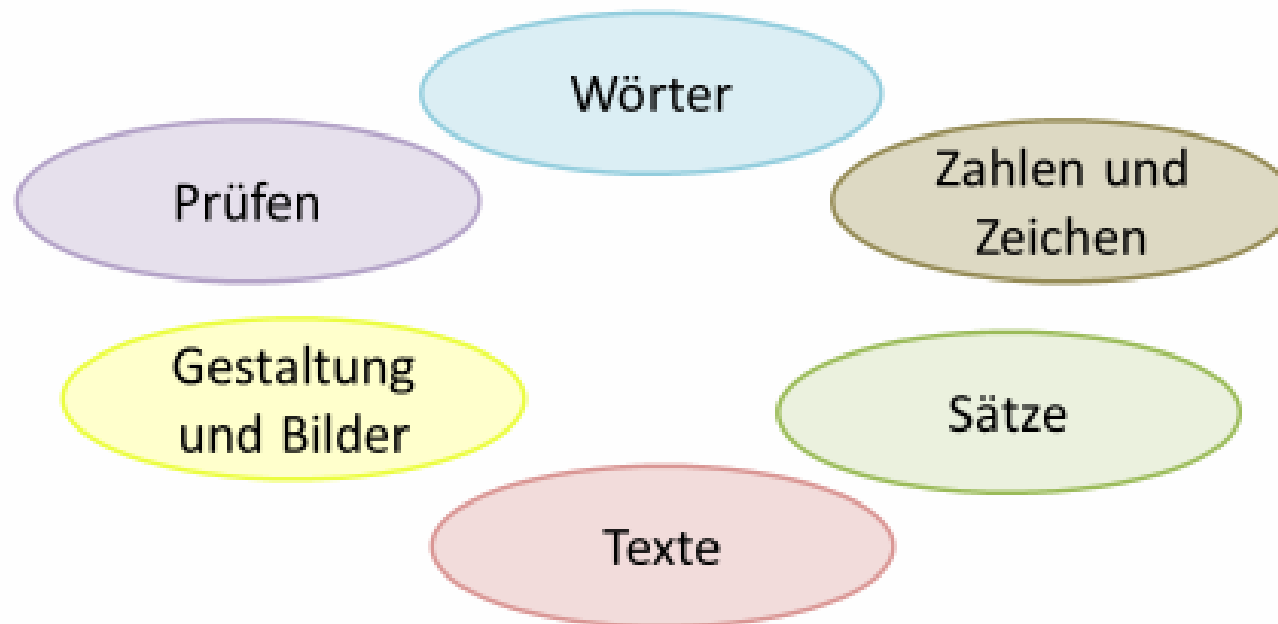 Wörter
Prüfen
Zahlen und
Zeichen
Gestaltung
und Bilder
Sätze
Texte